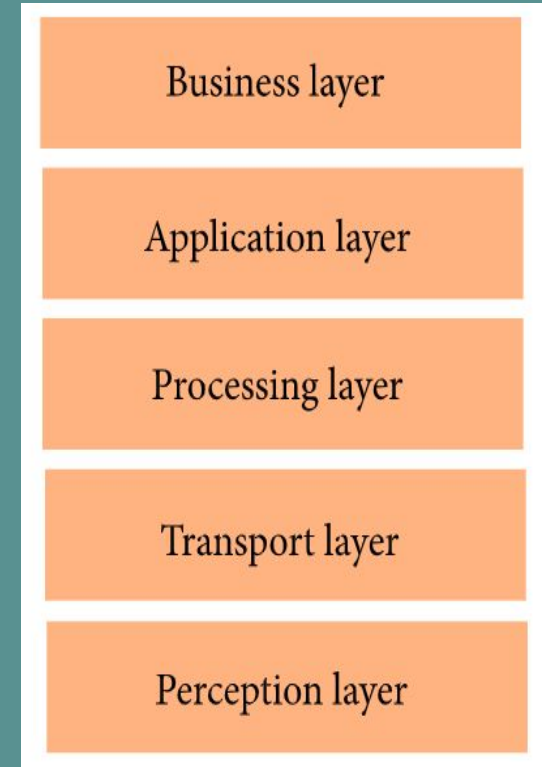 Business layer
Application layer
Processing layer
Transport layer
Perception layer